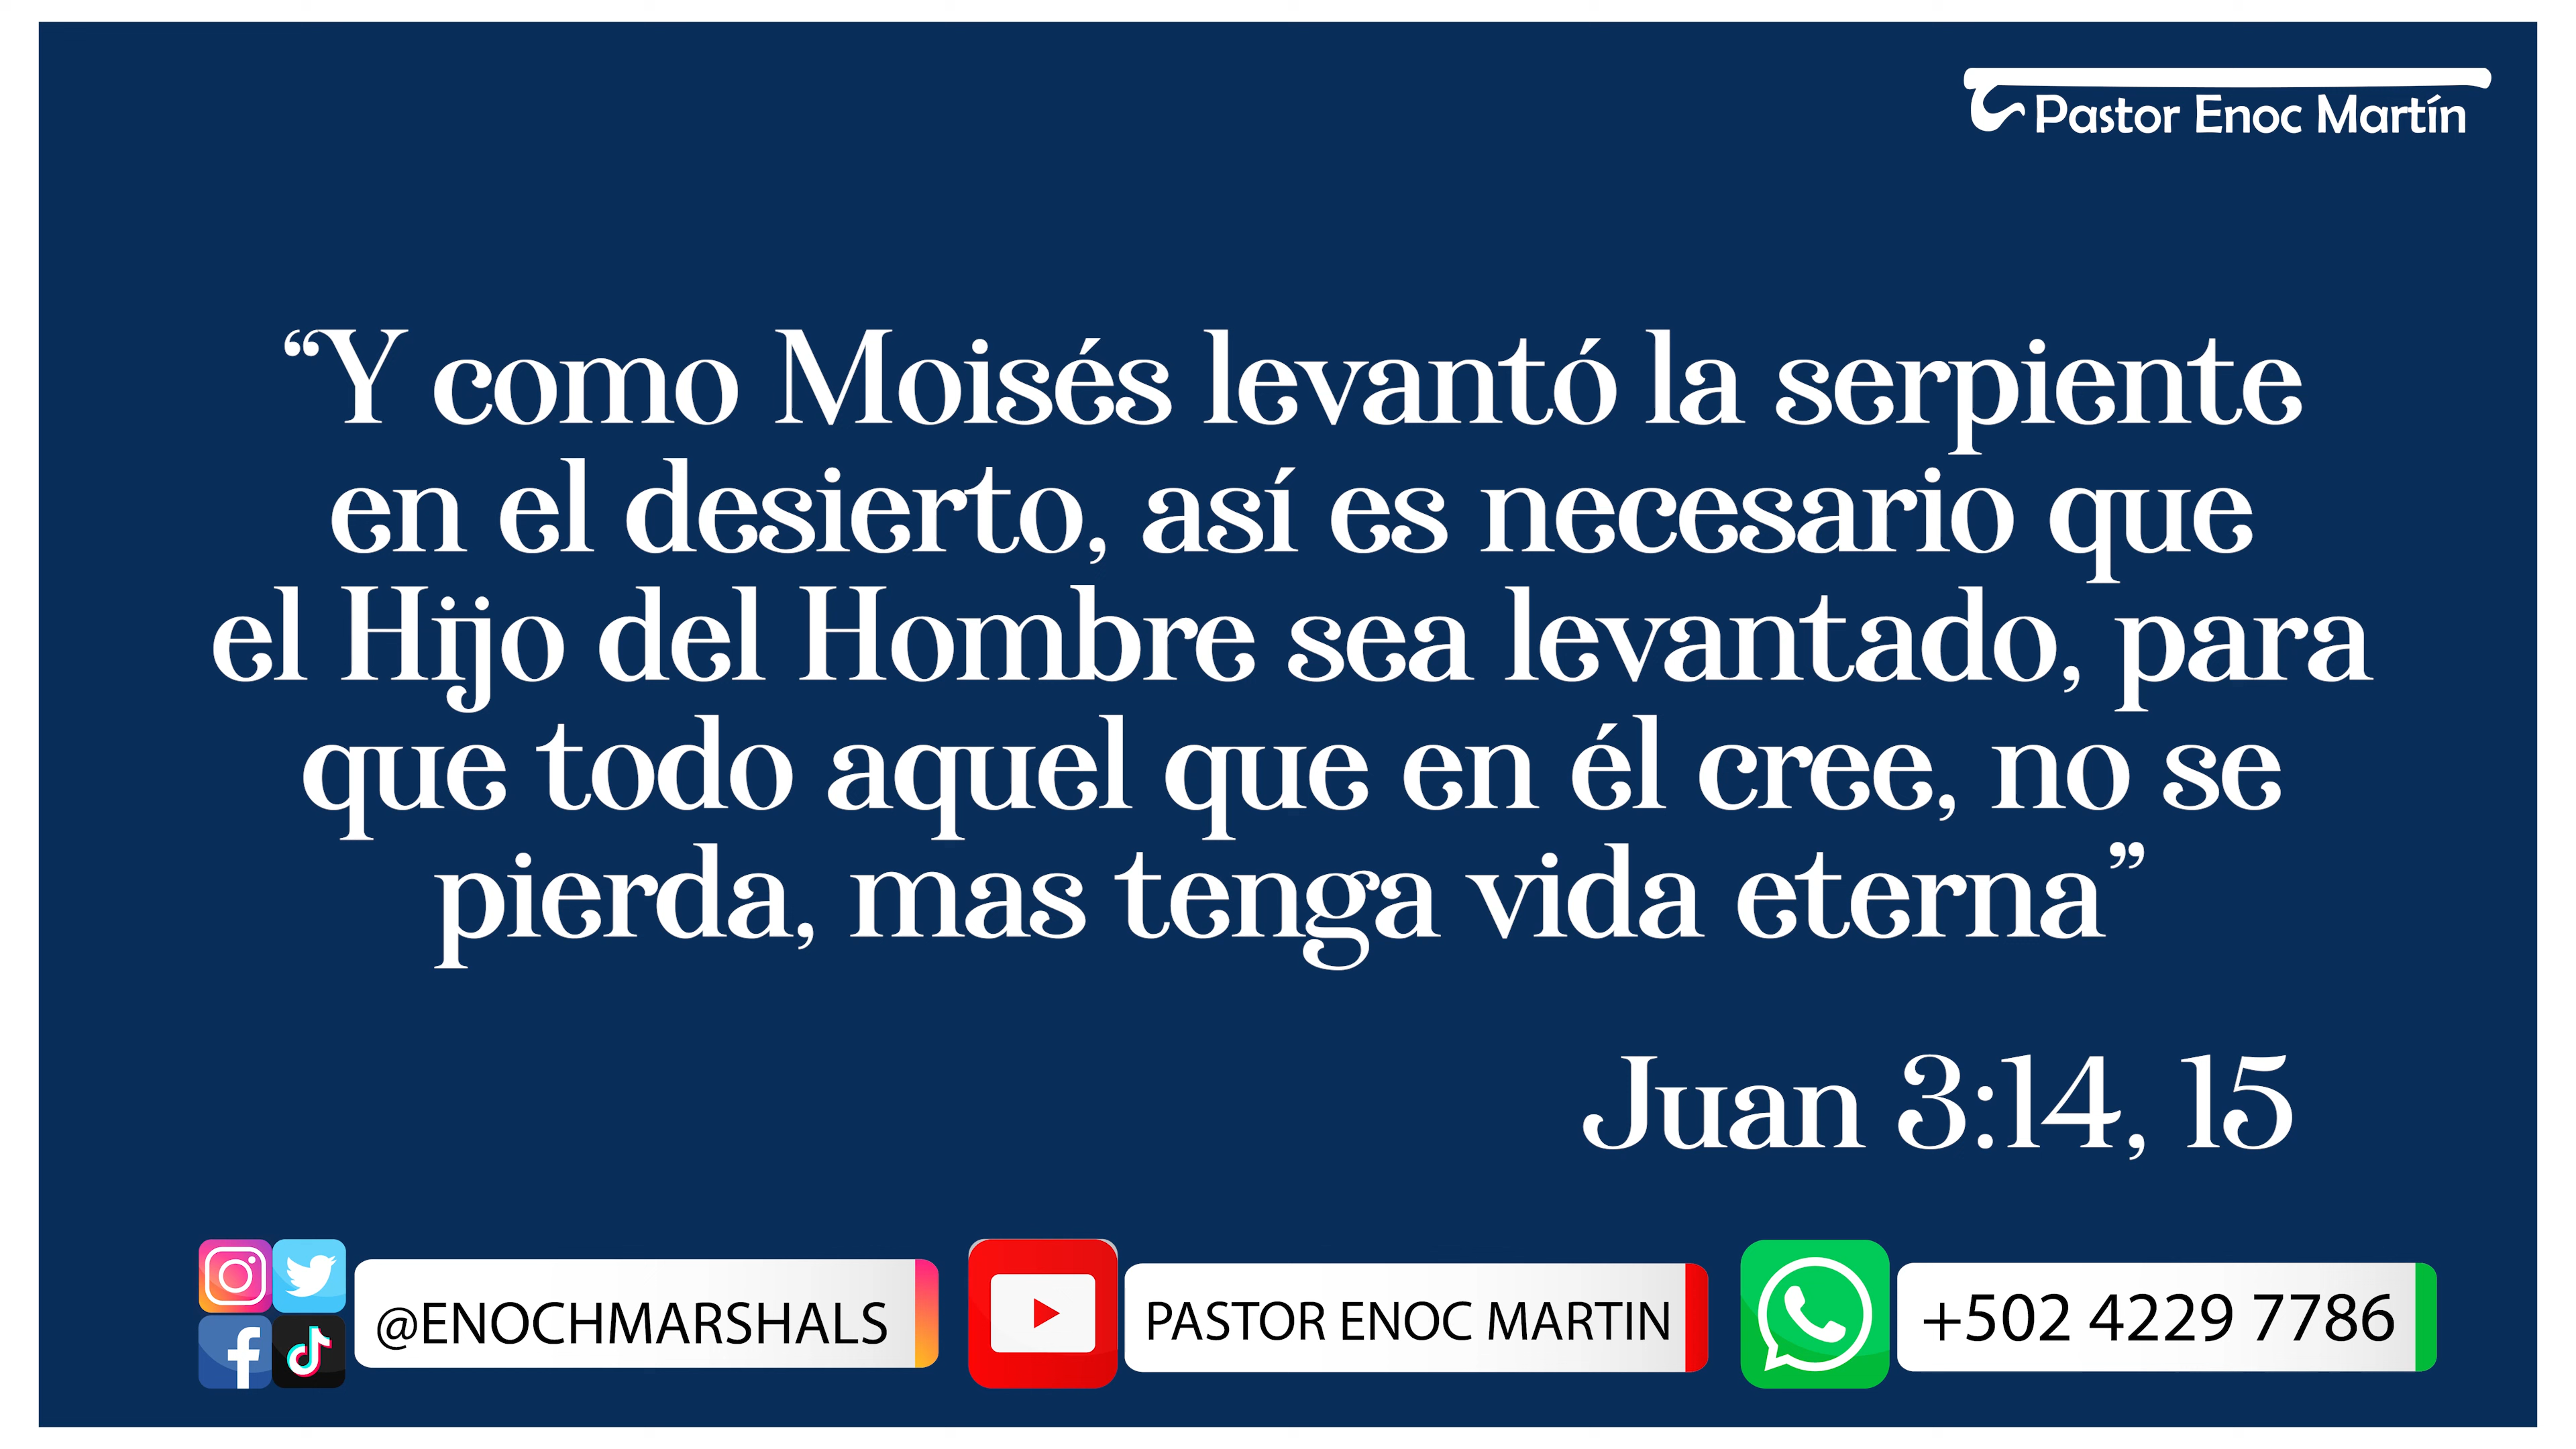 Pastor Enoc Martín
“Y como Moisés levantó la serpiente
en el desierto, así es necesario que
el Hijo del Hombre sea levantado, para
que todo aquel que en él cree, no se
pierda, mas tenga vida eterna”
Juan 3:14, 15
@ENOCHMARSHALS
PASTOR ENOC MARTIN
+502 4229 7786